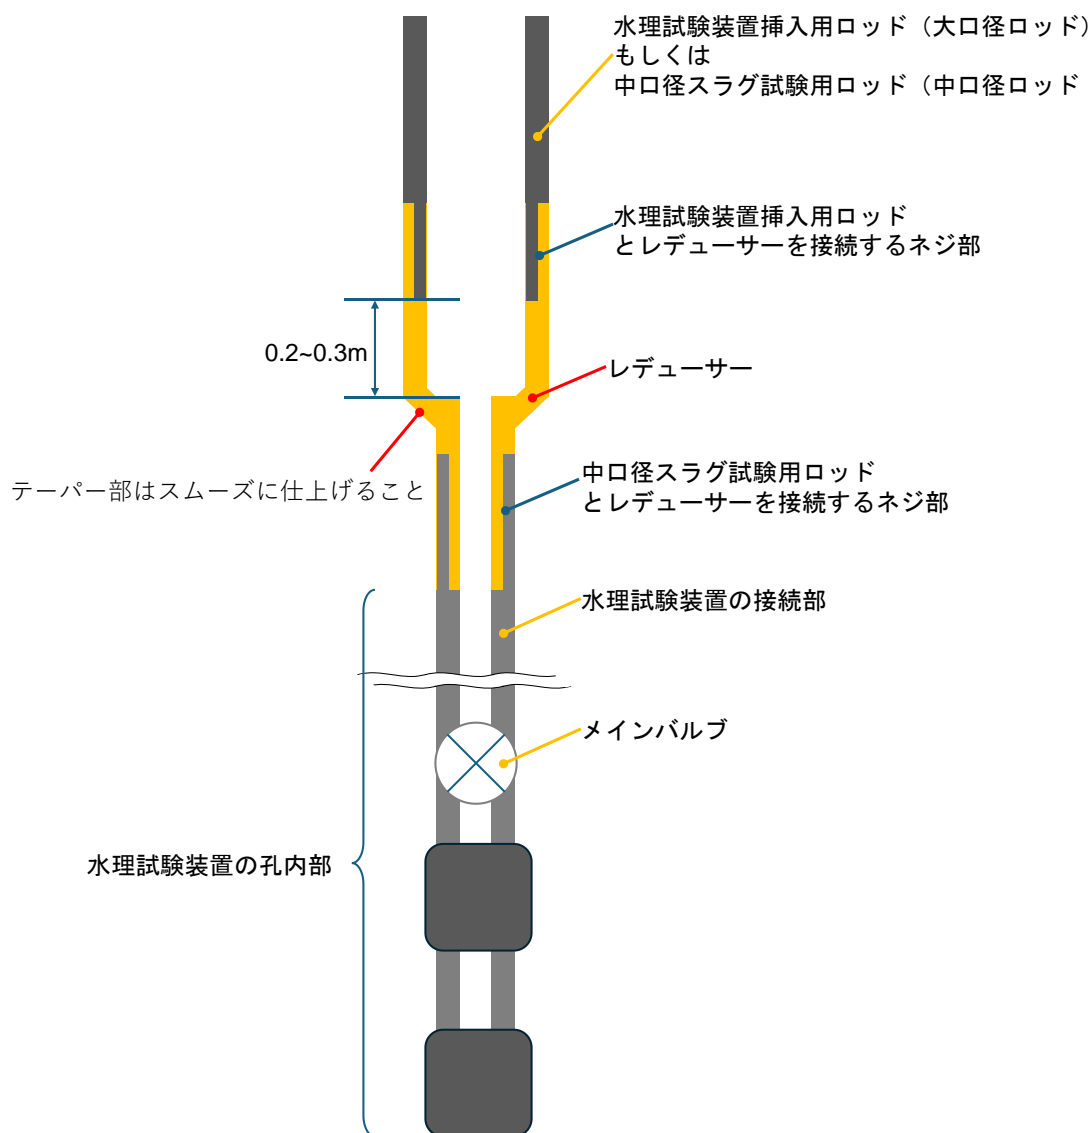 水理試験装置挿入用ロッド（大口径ロッド）
もしくは
中口径スラグ試験用ロッド（中口径ロッド
水理試験装置挿入用ロッド
とレデューサーを接続するネジ部
0.2~0.3m
レデューサー
テーパー部はスムーズに仕上げること
中口径スラグ試験用ロッド
とレデューサーを接続するネジ部
水理試験装置の接続部
メインバルブ
水理試験装置の孔内部